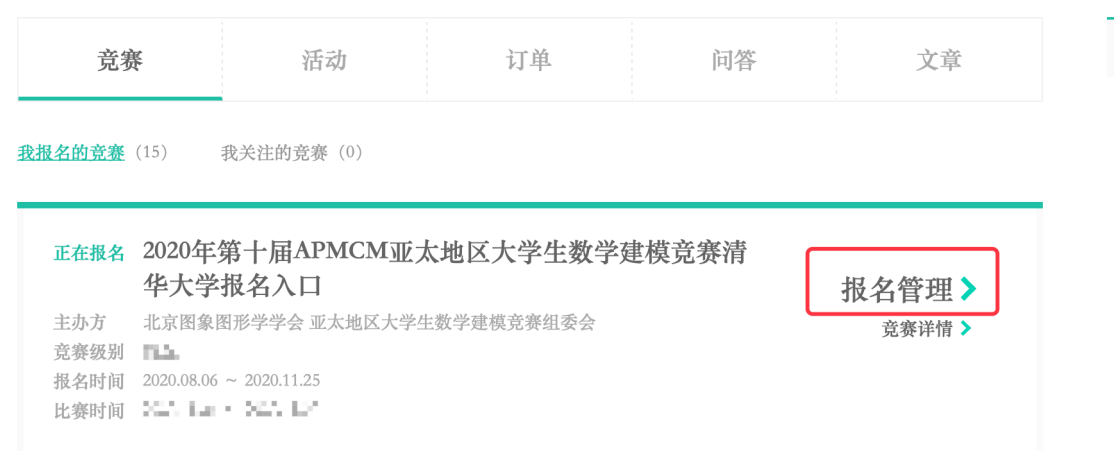 竞赛 活动 订单 问答 文章
我报名的竞赛（15） 我关注的竞赛（0）
正在报名 2020年第十届APMCM亚太地区大学生数学建模竞赛清
华大学报名入口
报名管理
主办方 北京图象图形学学会 亚太地区大学生数学建模竞赛组委会
竞赛详情
竞赛级别
报名时间 2020.08.06 ~ 2020.11.25
比赛时间